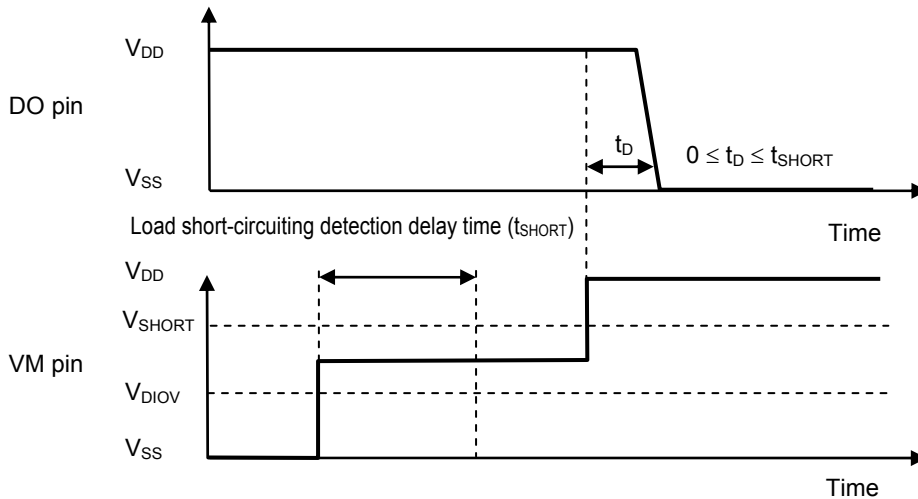 V_DD
DO pin
t_D
0 ≤ t_D ≤ t_SHORT
V_SS
Load short-circuiting detection delay time (t_SHORT)
Time
V_DD
V_SHORT
VM pin
V_DIOV
V_SS
Time